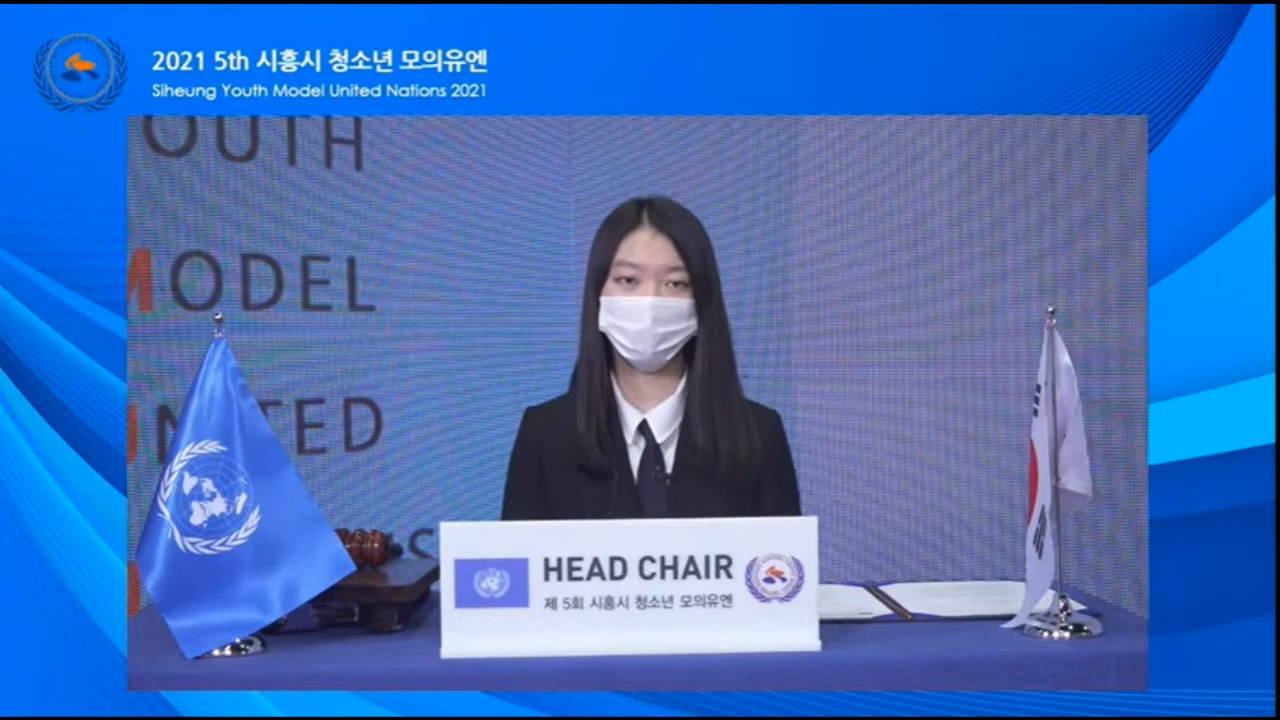 2021 5th 시흥시 청소년 모의유엔
Siheung Youth Model United Nations 2021
OUTH
MODEL
UNITED
S
HEAD CHAIR
제 5회 시흥시 청소년 모의유엔